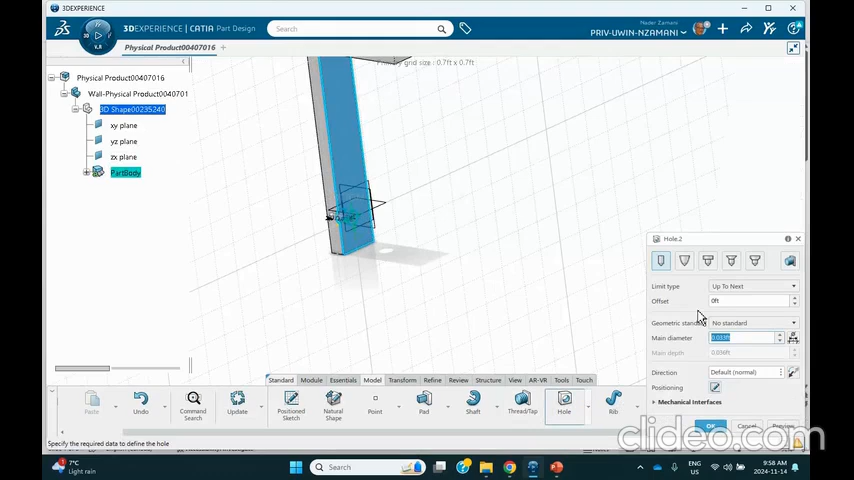 3DEXPERIENCE
3DEXPERIENCE | CATIA Part Design
Search
Nader Zamani
PRIV-UWIN-NZAMANI
3D
V.R
Physical Product00407016
Primary grid size : 0.7ft x 0.7ft
Physical Product00407016
Wall-Physical Product0040701
3D Shape00235240
xy plane
yz plane
zx plane
PartBody
Hole.2
Limit type
Up To Next
Offset
0ft
Geometric standard
No standard
Main diameter
0.033ft
Main depth
Direction
Default (normal)
Positioning
Mechanical Interfaces
OK
Cancel
Preview
Standard Module Essentials Model Transform Refine Review Structure View AR-VR Tools Touch
Paste
Undo
Command Search
Update
Positioned Sketch
Natural Shape
Point
Pad
Shaft
Thread/Tap
Hole
Rib
Specify the required data to define the hole
clideo.com
7°C
Light rain
Search
ENG
US
9:58 AM
2024-11-14